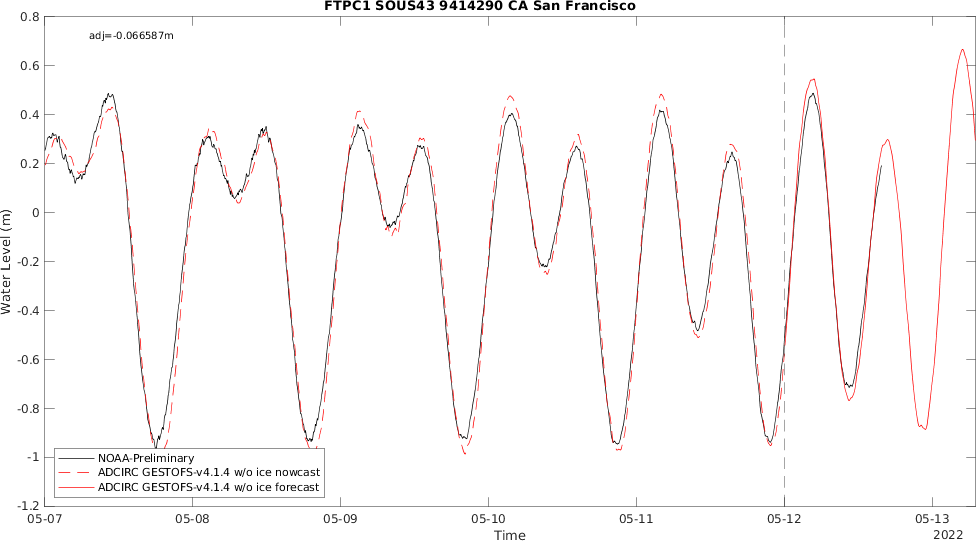 FTPC1 SOUS43 9414290 CA San Francisco
adj=-0.066587m
0.8
0.6
0.4
0.2
0
-0.2
-0.4
-0.6
-0.8
-1
-1.2
Water Level (m)
NOAA-Preliminary
ADCIRC GESTOFS-v4.1.4 w/o ice nowcast
ADCIRC GESTOFS-v4.1.4 w/o ice forecast
05-07 05-08 05-09 05-10 05-11 05-12 05-13
Time
2022